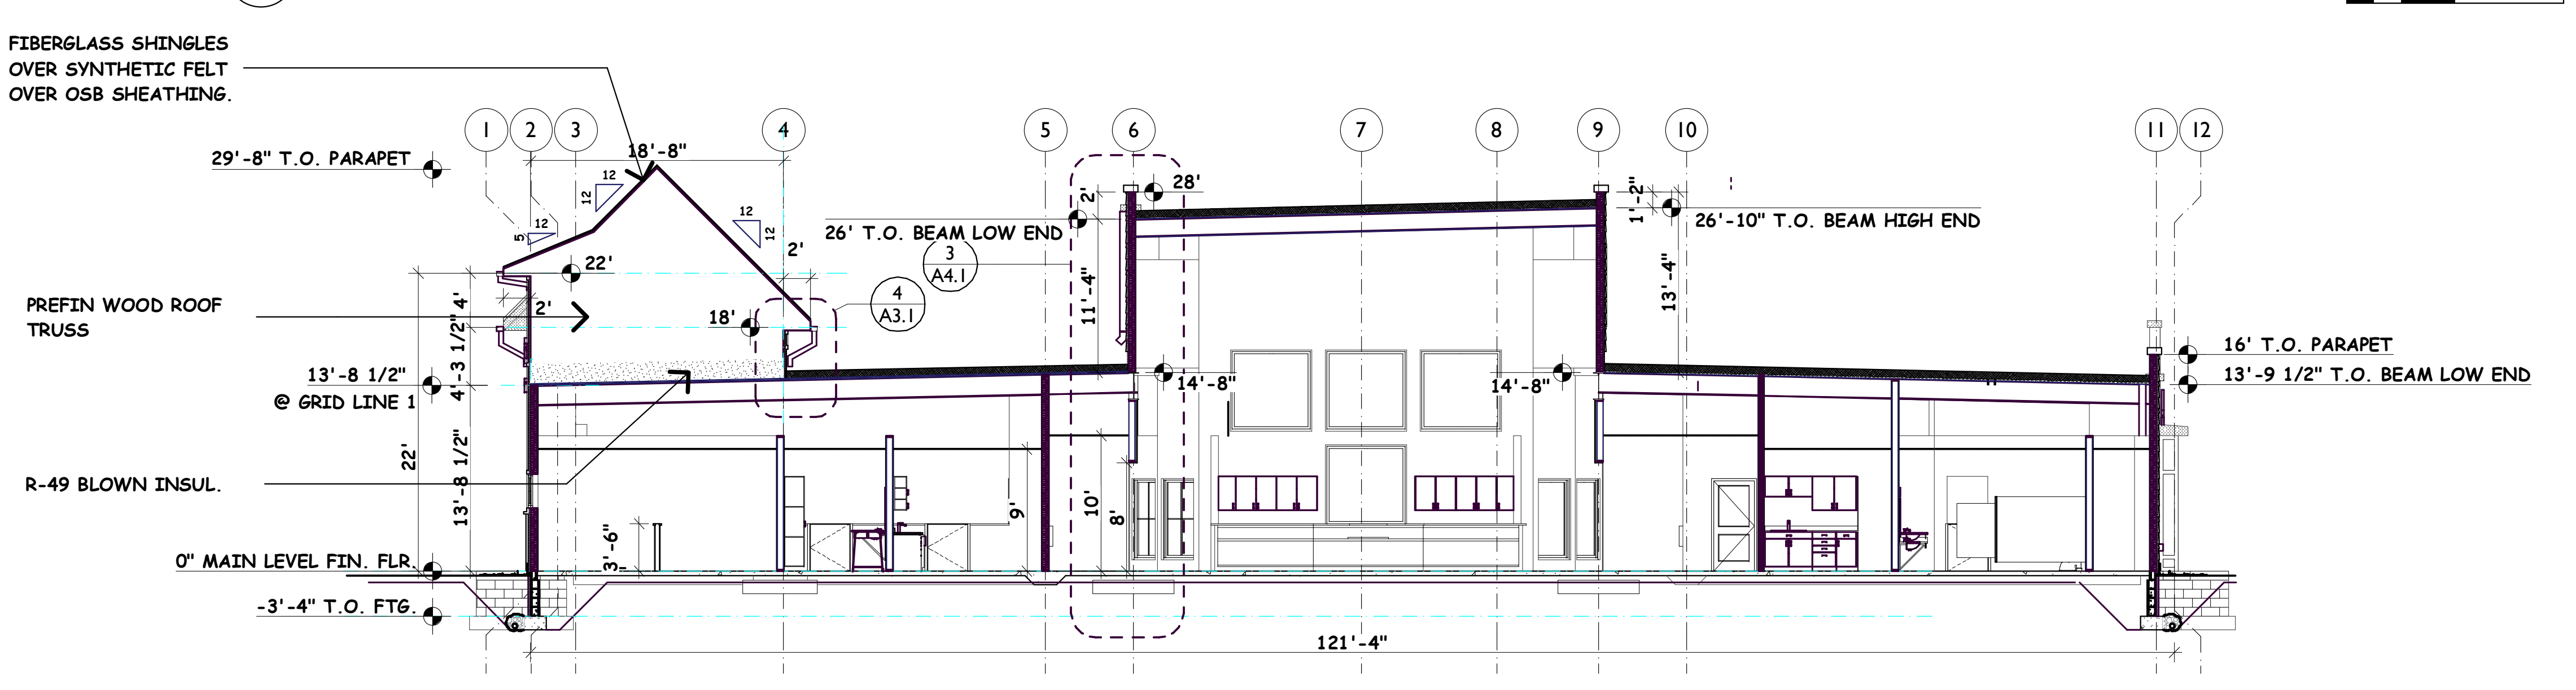 FIBERGLASS SHINGLES
OVER SYNTHETIC FELT
OVER OSB SHEATHING.
1
2
3
4
5
6
7
8
9
10
11
12
29'-8" T.O. PARAPET
18'-8"
12
12
12
5
12
12
2'
28'
2'
1'-2"
26'-10" T.O. BEAM HIGH END
26' T.O. BEAM LOW END
3
A4.1
22'
4
A3.1
PREFIN WOOD ROOF
TRUSS
2'
18'
4'
4'-3 1/2"
11'-4"
13'-4"
16' T.O. PARAPET
13'-8 1/2"
@ GRID LINE 1
14'-8"
14'-8"
13'-9 1/2" T.O. BEAM LOW END
22'
13'-8 1/2"
R-49 BLOWN INSUL.
3'-6"
9'
10'
8'
0" MAIN LEVEL FIN. FLR.
-3'-4" T.O. FTG.
121'-4"